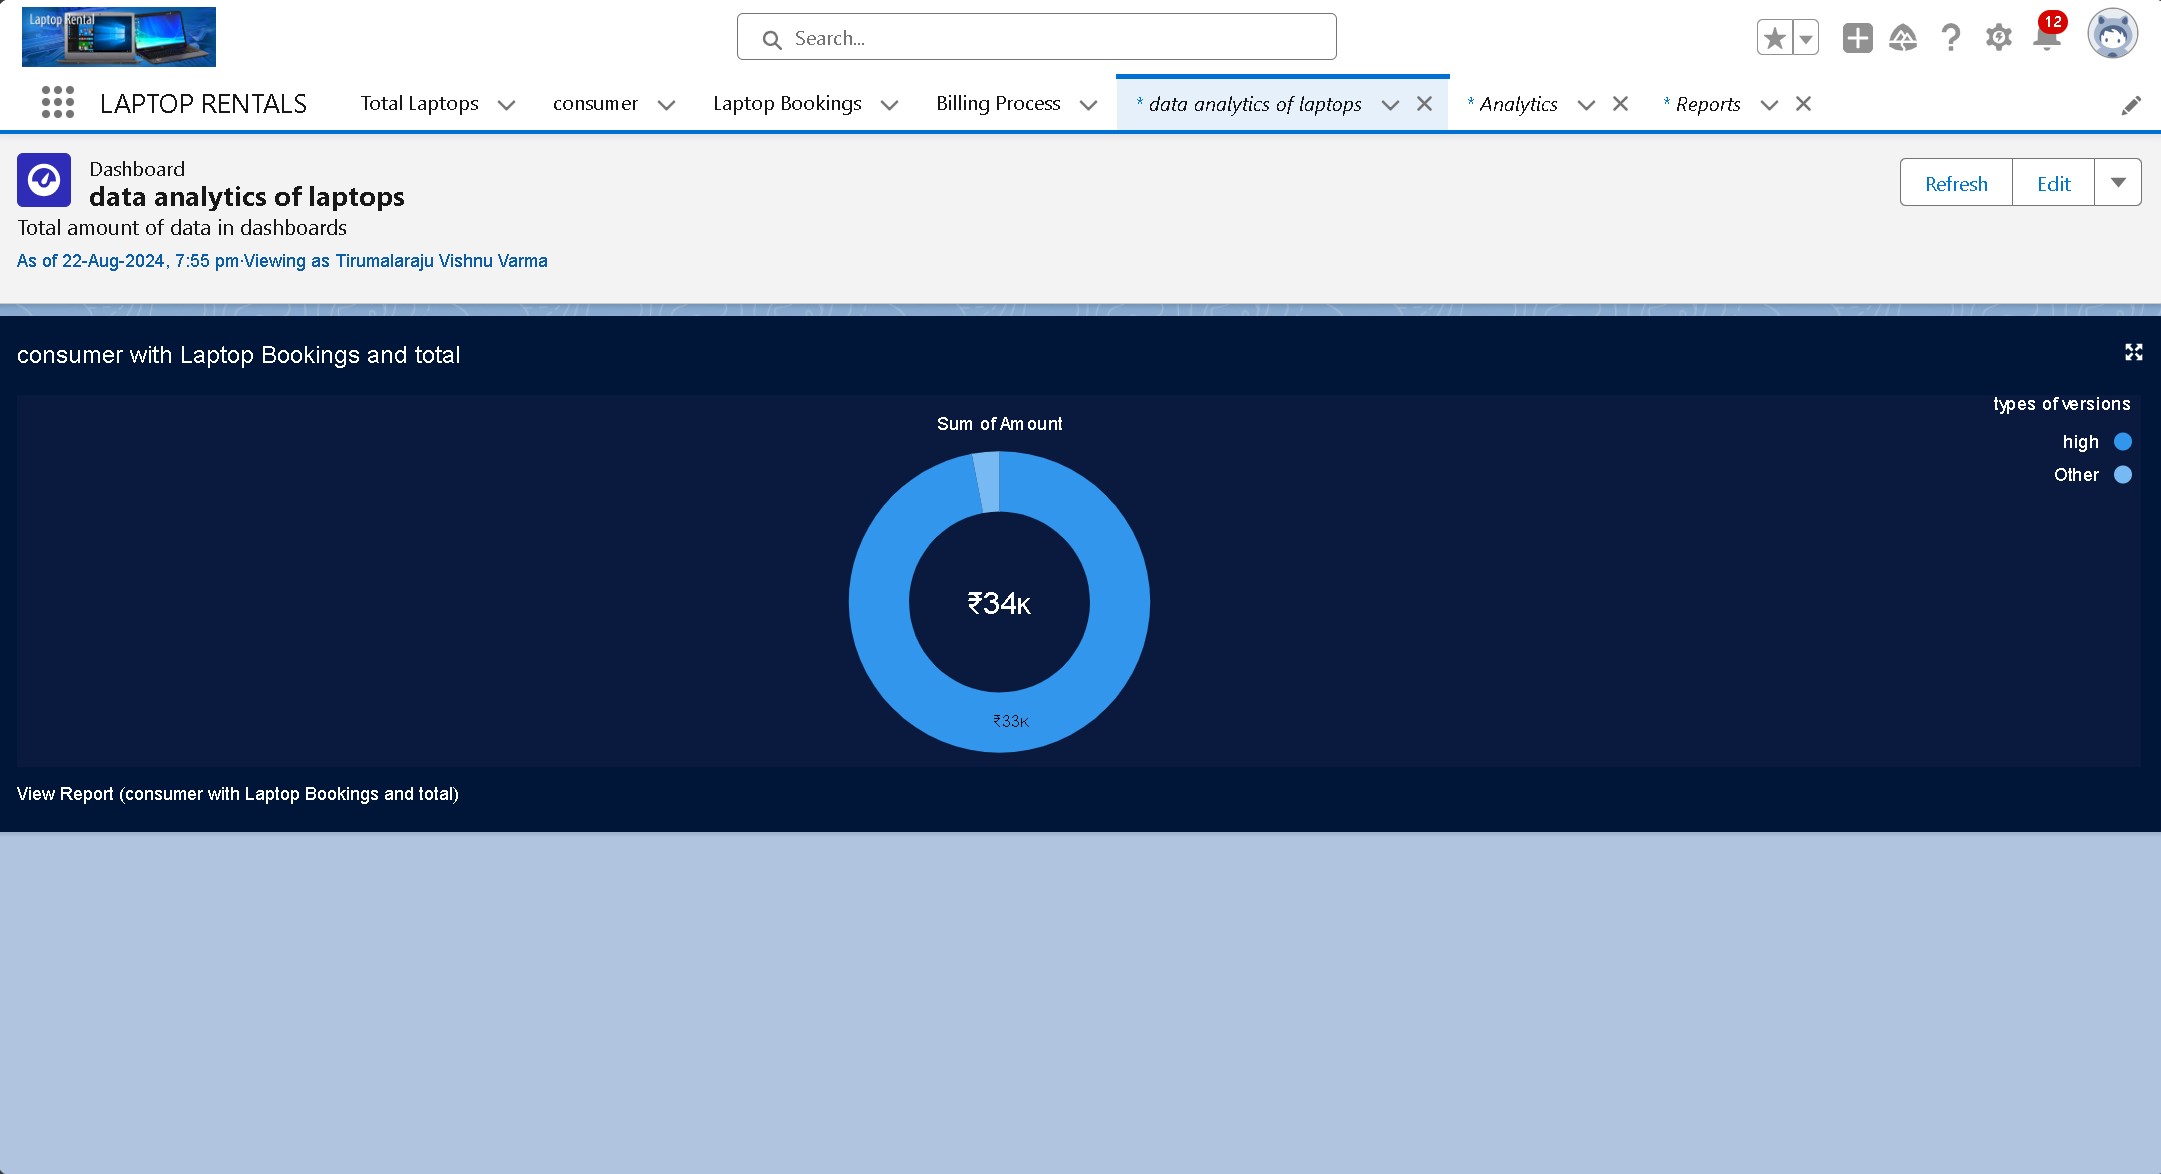 Laptop Rental
Search...
12
LAPTOP RENTALS
Total Laptops
consumer
Laptop Bookings
Billing Process
* data analytics of laptops
* Analytics
* Reports
Dashboard
data analytics of laptops
Total amount of data in dashboards
As of 22-Aug-2024, 7:55 pm·Viewing as Tirumalaraju Vishnu Varma
Refresh
Edit
consumer with Laptop Bookings and total
Sum of Amount
types of versions
high
Other
₹34K
₹33K
View Report (consumer with Laptop Bookings and total)